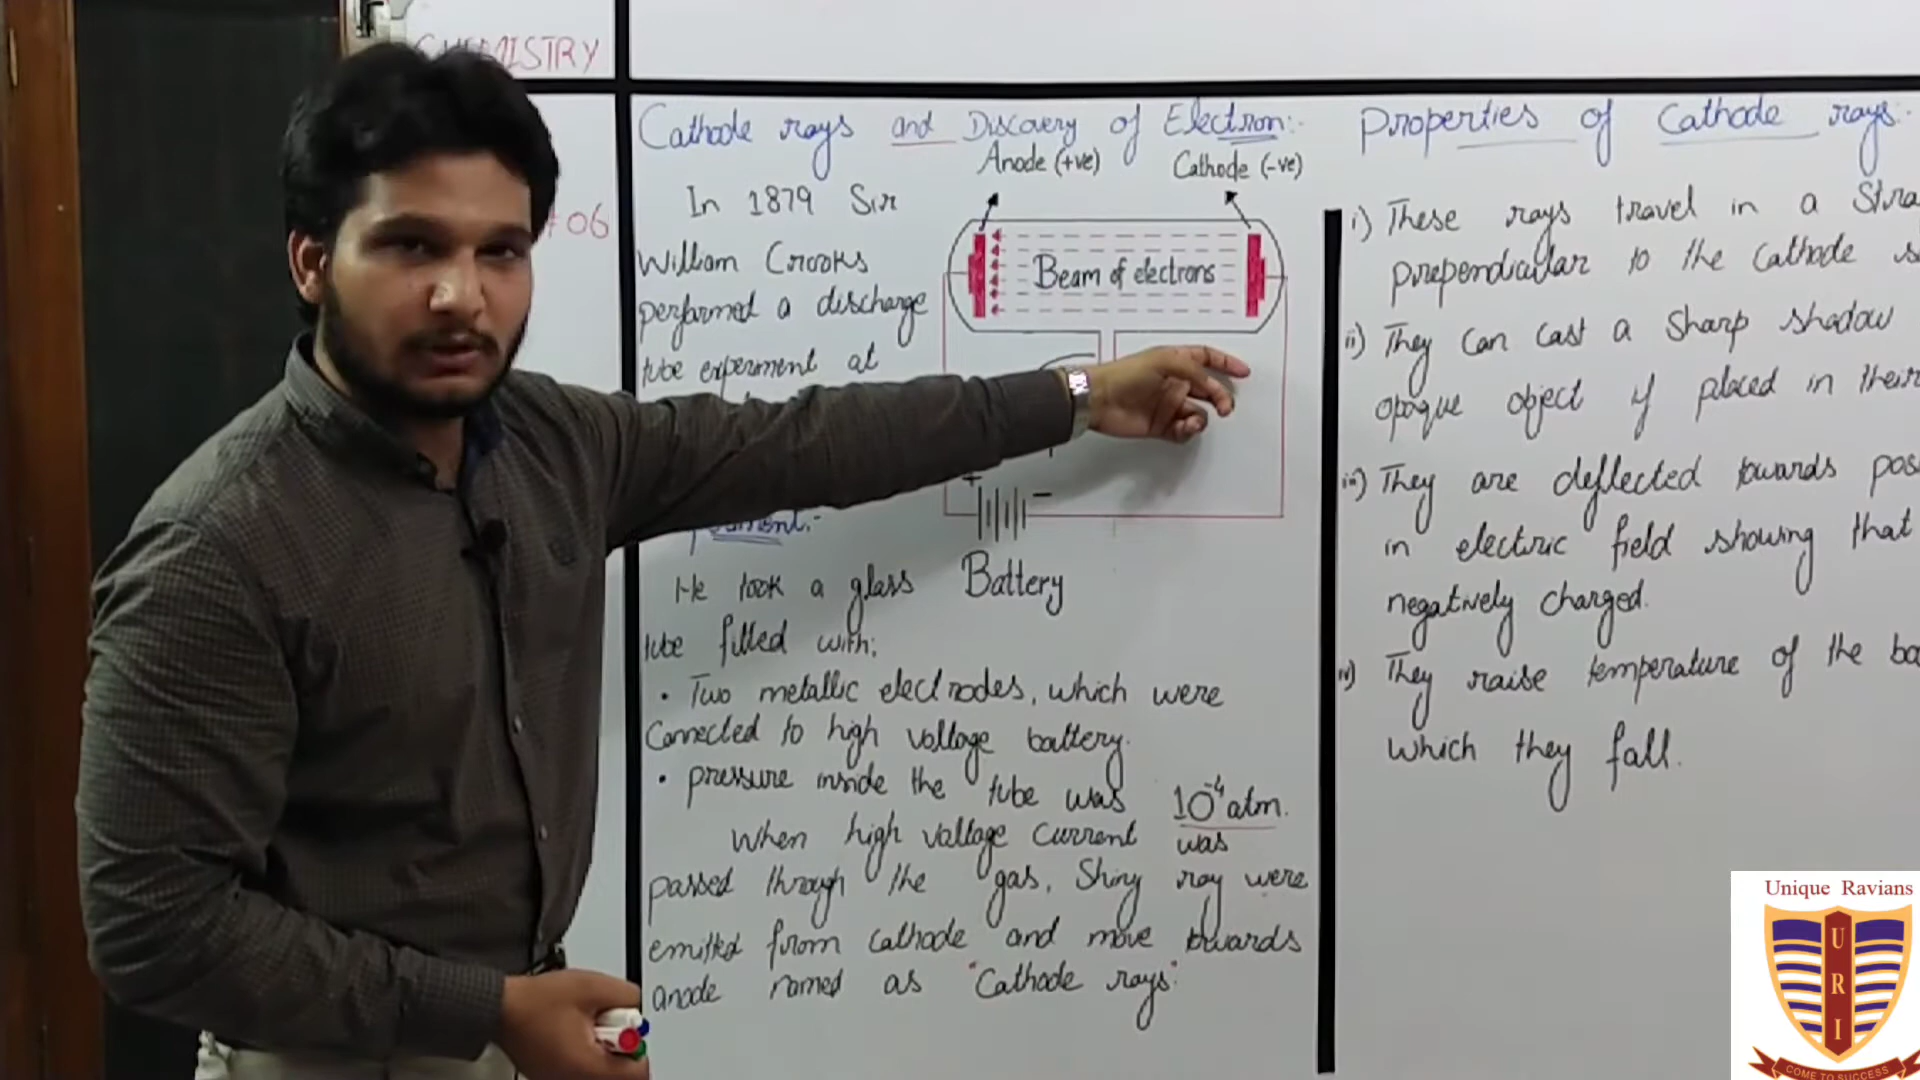 CHEMISTRY
# 06
Cathode rays and Discovery of Electron:-
Anode (+ve)
Cathode (-ve)
In 1879 Sir
William Crooks
performed a discharge
tube experiment at
Beam of electrons
+
-
Battery
He took a glass
tube filled with;
• Two metallic electrodes, which were
Connected to high voltage battery.
• pressure inside the tube was 10⁻⁴ atm.
When high voltage current was
passed through the gas, Shiny ray were
emitted from cathode and move towards
anode named as "Cathode rays".
Properties of Cathode rays:-
i) These rays travel in a
prependicular to the cathode
ii) They can cast a sharp shadow
opaque object if placed in their
iii) They are deflected towards
in electric field showing that
negatively charged.
iv) They raise temperature of the
which they fall.
Unique Ravians
URI
COME TO SUCCESS